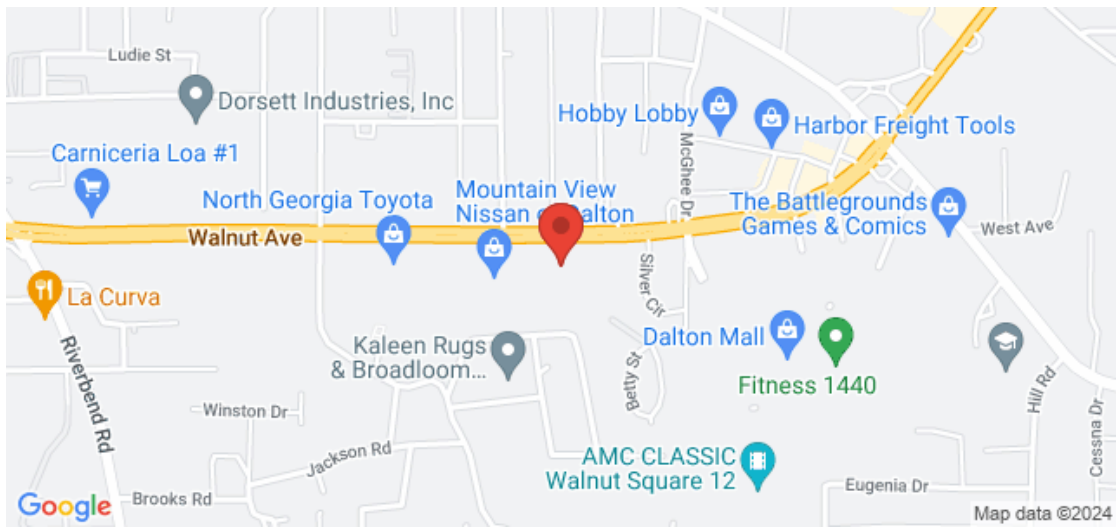 Ludie St
Dorsett Industries, Inc
Hobby Lobby
Harbor Freight Tools
Carniceria Loa #1
McGhee Dr
North Georgia Toyota
Mountain View
Nissan of Dalton
The Battlegrounds
Games & Comics
West Ave
Walnut Ave
Silver Cir
La Curva
Riverbend Rd
Kaleen Rugs
& Broadloom...
Dalton Mall
Betty St
Fitness 1440
Hill Rd
Cessna Dr
Winston Dr
Jackson Rd
AMC CLASSIC
Walnut Square 12
Eugenia Dr
Brooks Rd
Google
Map data ©2024